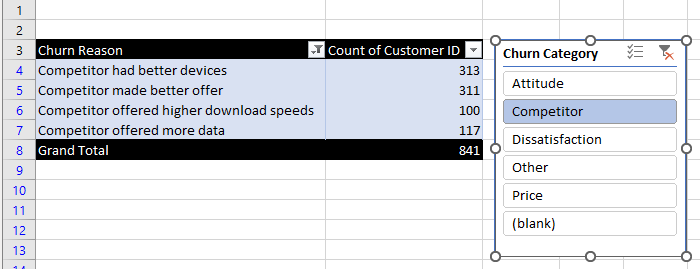 1
2
3 Churn Reason Count of Customer ID Churn Category
4 Competitor had better devices 313 Attitude
5 Competitor made better offer 311 Competitor
6 Competitor offered higher download speeds 100 Dissatisfaction
7 Competitor offered more data 117 Other
8 Grand Total 841
9
10 Price
11 (blank)
12
13
14